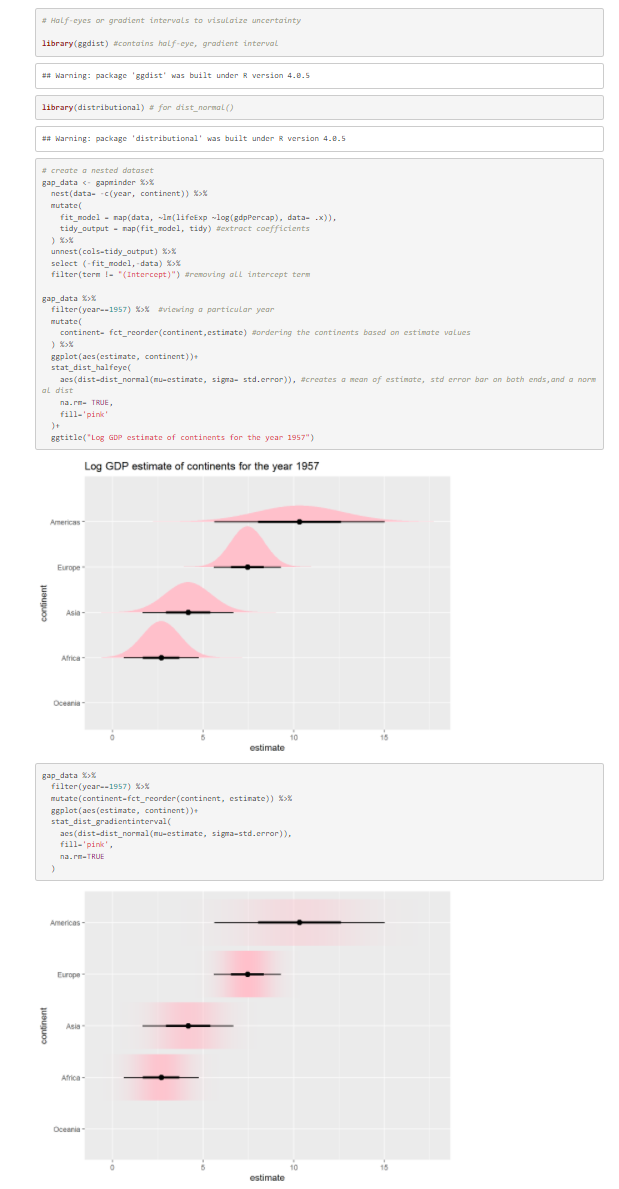 # Half-eyes or gradient intervals to visulaize uncertainty
library(ggdist) #contains half-eye, gradient interval
## Warning: package 'ggdist' was built under R version 4.0.5
library(distributional) # for dist_normal()
## Warning: package 'distributional' was built under R version 4.0.5
# create a nested dataset
gap_data <- gapminder %>%
nest(data= -c(year, continent)) %>%
mutate(
fit_model = map(data, ~lm(lifeExp ~log(gdpPercap), data= .x)),
tidy_output = map(fit_model, tidy) #extract coefficients
) %>%
unnest(cols=tidy_output) %>%
select (-fit_model,-data) %>%
filter(term != "(Intercept)") #removing all intercept term
gap_data %>%
filter(year==1957) %>% #viewing a particular year
mutate(
continent= fct_reorder(continent,estimate) #ordering the continents based on estimate values
) %>%
ggplot(aes(estimate, continent))+
stat_dist_halfeye(
aes(dist=dist_normal(mu=estimate, sigma= std.error)), #creates a mean of estimate, std error bar on both ends,and a norm
al dist
na.rm= TRUE,
fill='pink'
)+
ggtitle("Log GDP estimate of continents for the year 1957")
Log GDP estimate of continents for the year 1957
Americas
Europe
Asia
Africa
Oceania
continent
0 5 10 15
estimate
gap_data %>%
filter(year==1957) %>%
mutate(continent=fct_reorder(continent, estimate)) %>%
ggplot(aes(estimate, continent))+
stat_dist_gradientinterval(
aes(dist=dist_normal(mu=estimate, sigma=std.error)),
fill='pink',
na.rm=TRUE
)
Americas
Europe
Asia
Africa
Oceania
continent
0 5 10 15
estimate